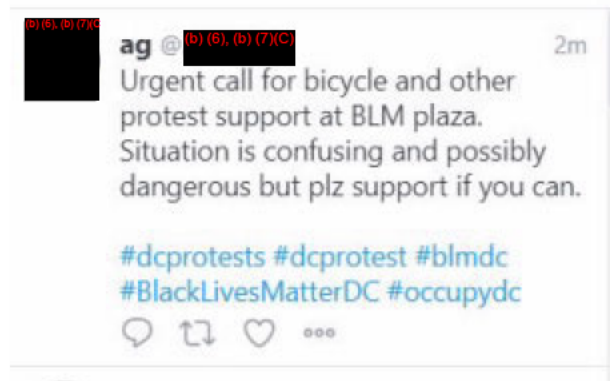 (b) (6), (b) (7)(C
ag @(b) (6), (b) (7)(C) 2m
Urgent call for bicycle and other
protest support at BLM plaza.
Situation is confusing and possibly
dangerous but plz support if you can.
#dcprotests #dcprotest #blmdc
#BlackLivesMatterDC #occupydc